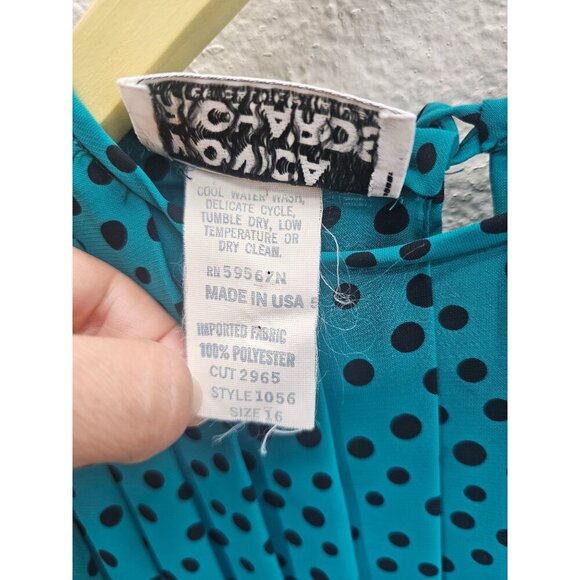 COOL WATER WASH,
DELICATE CYCLE,
TUMBLE DRY, LOW
TEMPERATURE OR
DRY CLEAN.
RN 59567N
MADE IN USA
IMPORTED FABRIC
100% POLYESTER
CUT 2965
STYLE 1056
SIZE 16